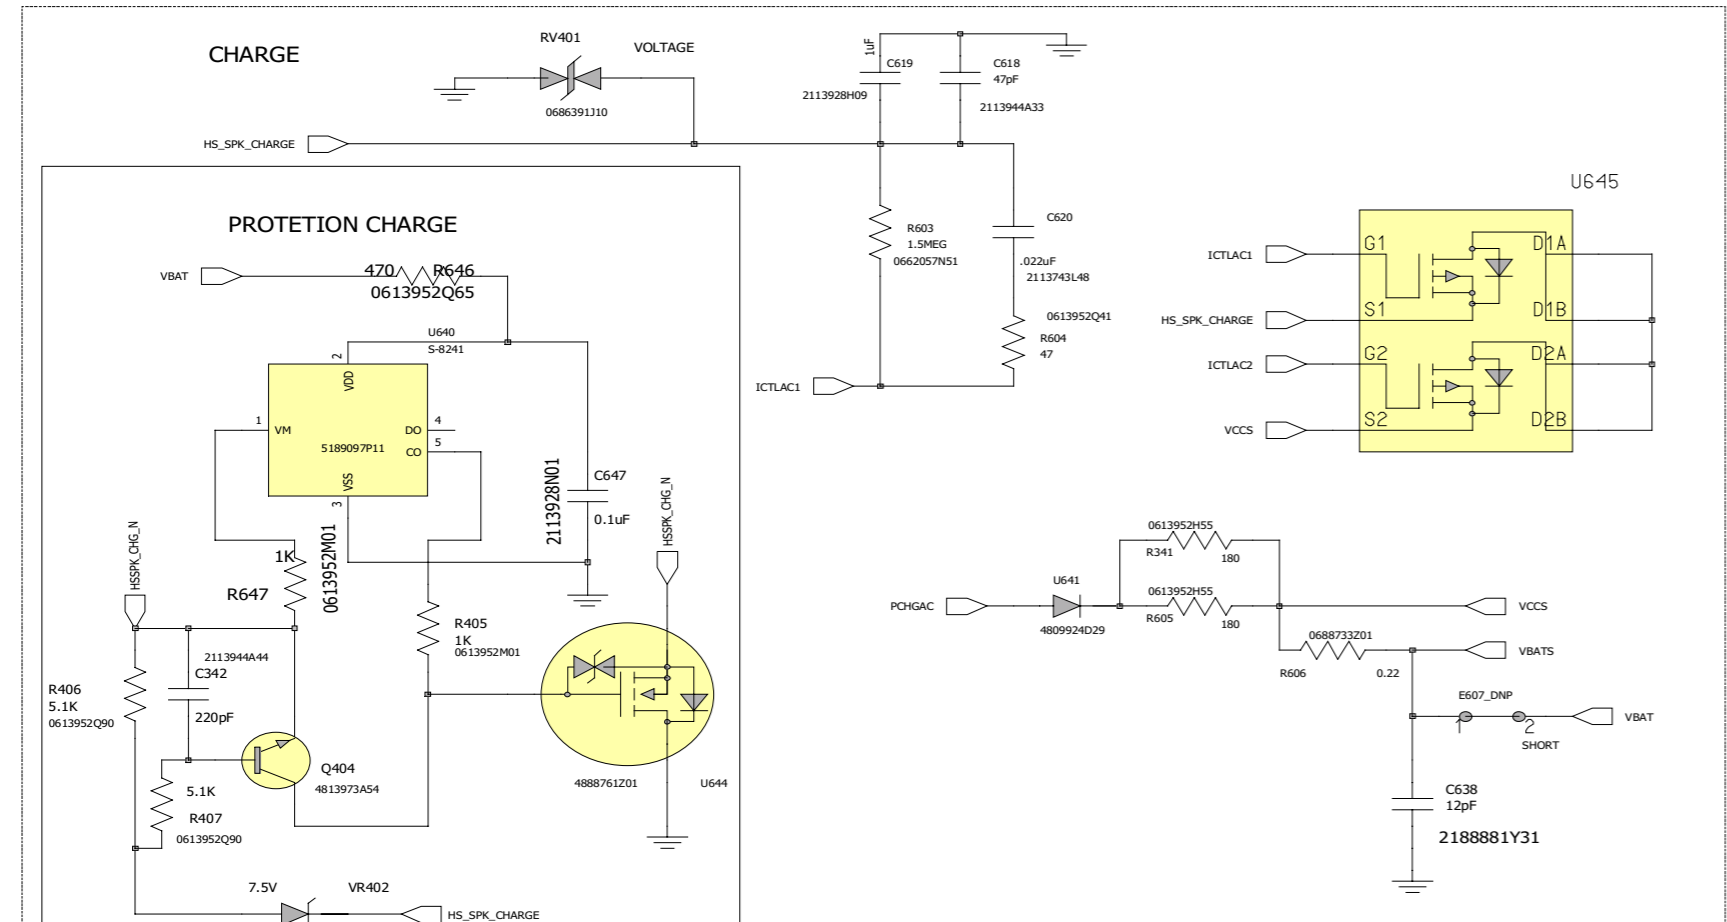 CHARGE
RV401
VOLTAGE
0686391J10
1uF
C619
2113928H09
C618
47pF
2113944A33
HS_SPK_CHARGE
PROTETION CHARGE
VBAT
470
R646
0613952Q65
U640
S-8241
2
VDD
1
VM
5189097P11
DO
4
CO
5
VSS
3
2113928N01
C647
0.1uF
HSSPK_CHG_N
HSSPK_CHG_N
1K
R647
0613952M01
R405
1K
0613952M01
2113944A44
C342
220pF
R406
5.1K
0613952Q90
Q404
4813973A54
5.1K
R407
0613952Q90
4888761Z01
U644
7.5V
VR402
HS_SPK_CHARGE
R603
1.5MEG
0662057N51
C620
.022uF
2113743L48
0613952Q41
R604
47
ICTLAC1
U645
ICTLAC1
G1
D1A
HS_SPK_CHARGE
S1
D1B
ICTLAC2
G2
D2A
VCCS
S2
D2B
0613952H55
R341
180
PCHGAC
U641
4809924D29
0613952H55
R605
180
VCCS
0688733Z01
R606
0.22
VBATS
E607_DNP
1
2
SHORT
VBAT
C638
12pF
2188881Y31